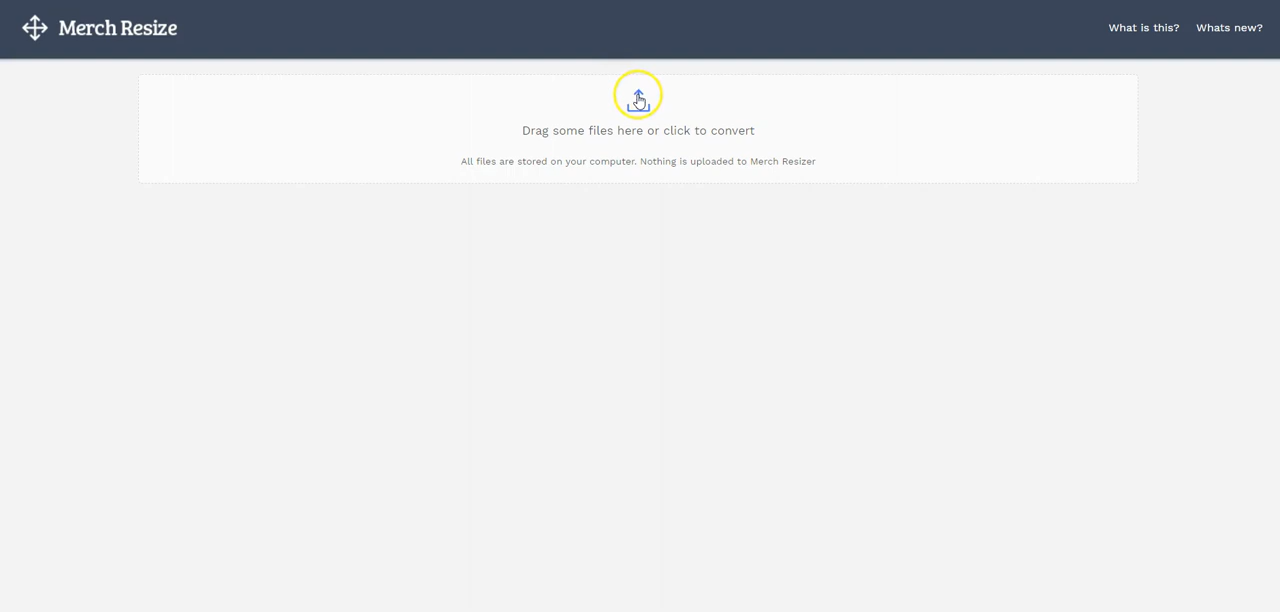 Merch Resize
What is this? Whats new?
Drag some files here or click to convert
All files are stored on your computer. Nothing is uploaded to Merch Resizer